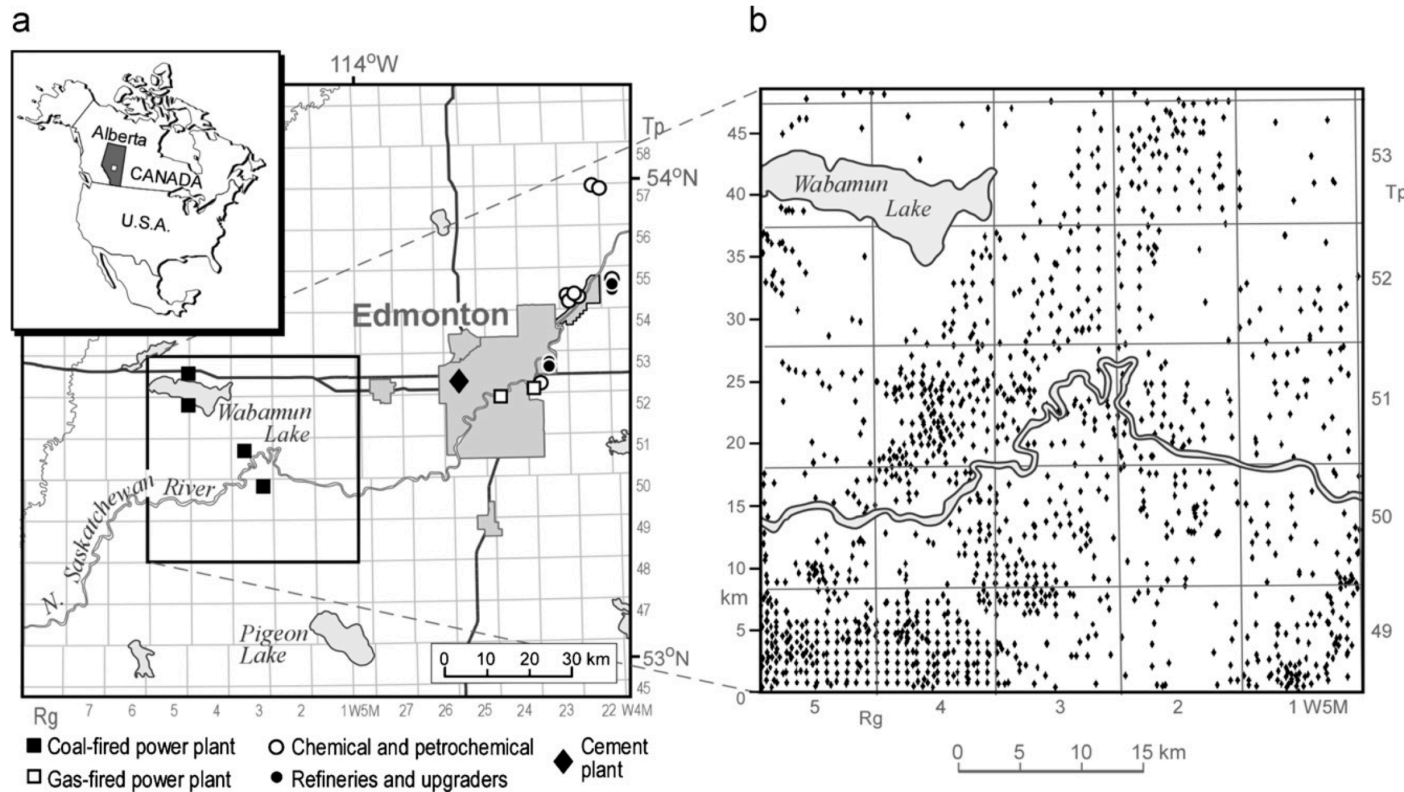 a
114°W
Alberta
CANADA
U.S.A.
Tp
58
54°N
57
56
55
54
53
52
51
50
49
48
47
46
53°N
45
Edmonton
Wabamun
Lake
N. Saskatchewan River
Pigeon
Lake
0 10 20 30 km
Rg 7 6 5 4 3 2 1W5M 27 26 25 24 23 22 W4M
Coal-fired power plant
Gas-fired power plant
Chemical and petrochemical
Refineries and upgraders
Cement
plant
b
45
40
35
30
25
20
15
10
km
5
0
Wabamun
Lake
53
Tp
52
51
50
49
5 Rg 4 3 2 1 W5M
0 5 10 15 km